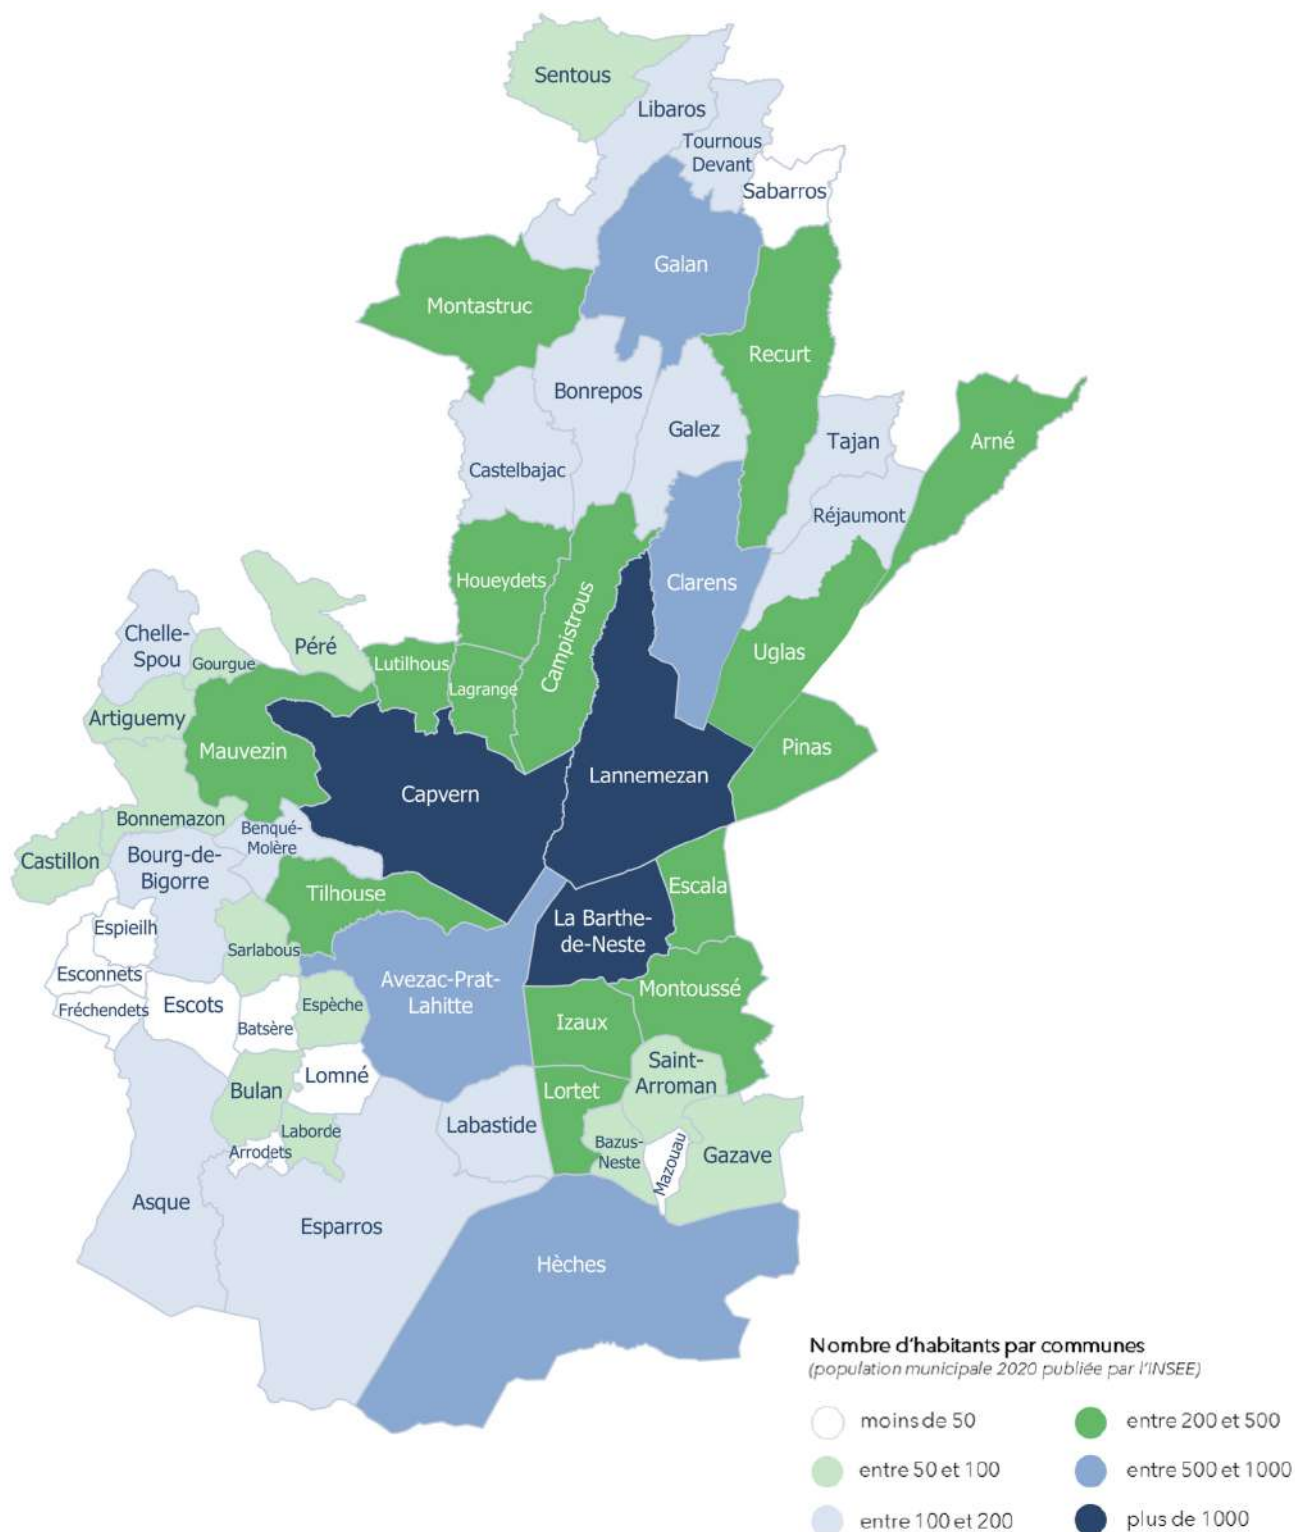 Sentous
Libaros
Tournous
Devant
Sabarros
Galan
Montastruc
Recurt
Bonrepos
Galez
Tajan
Arné
Castelbajac
Réjaumont
Houeydets
Clarens
Campistrous
Chelle-
Spou
Péré
Gourgue
Lutilhous
Uglas
Lagrange
Artiguemy
Mauvezin
Pinas
Lannemezan
Capvern
Bonnemazon
Benqué-
Molère
Castillon
Bourg-de-
Bigorre
Tilhouse
Escala
La Barthe-
de-Neste
Espieilh
Sarlabous
Esconnets
Avezac-Prat-
Lahitte
Montoussé
Fréchendets
Escots
Espèche
Batsère
Izaux
Saint-
Arroman
Lomné
Bulan
Lortet
Labastide
Laborde
Arrodets
Bazus-
Neste
Mazouau
Gazave
Asque
Esparros
Hèches
Nombre d'habitants par communes
(population municipale 2020 publiée par l'INSEE)
moins de 50
entre 200 et 500
entre 50 et 100
entre 500 et 1000
entre 100 et 200
plus de 1000